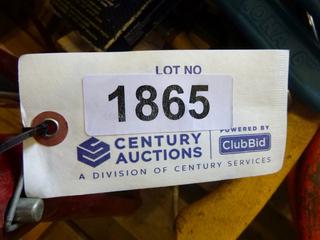 LOT NO
1865
CENTURY
AUCTIONS
POWERED BY
ClubBid
A DIVISION OF CENTURY SERVICES